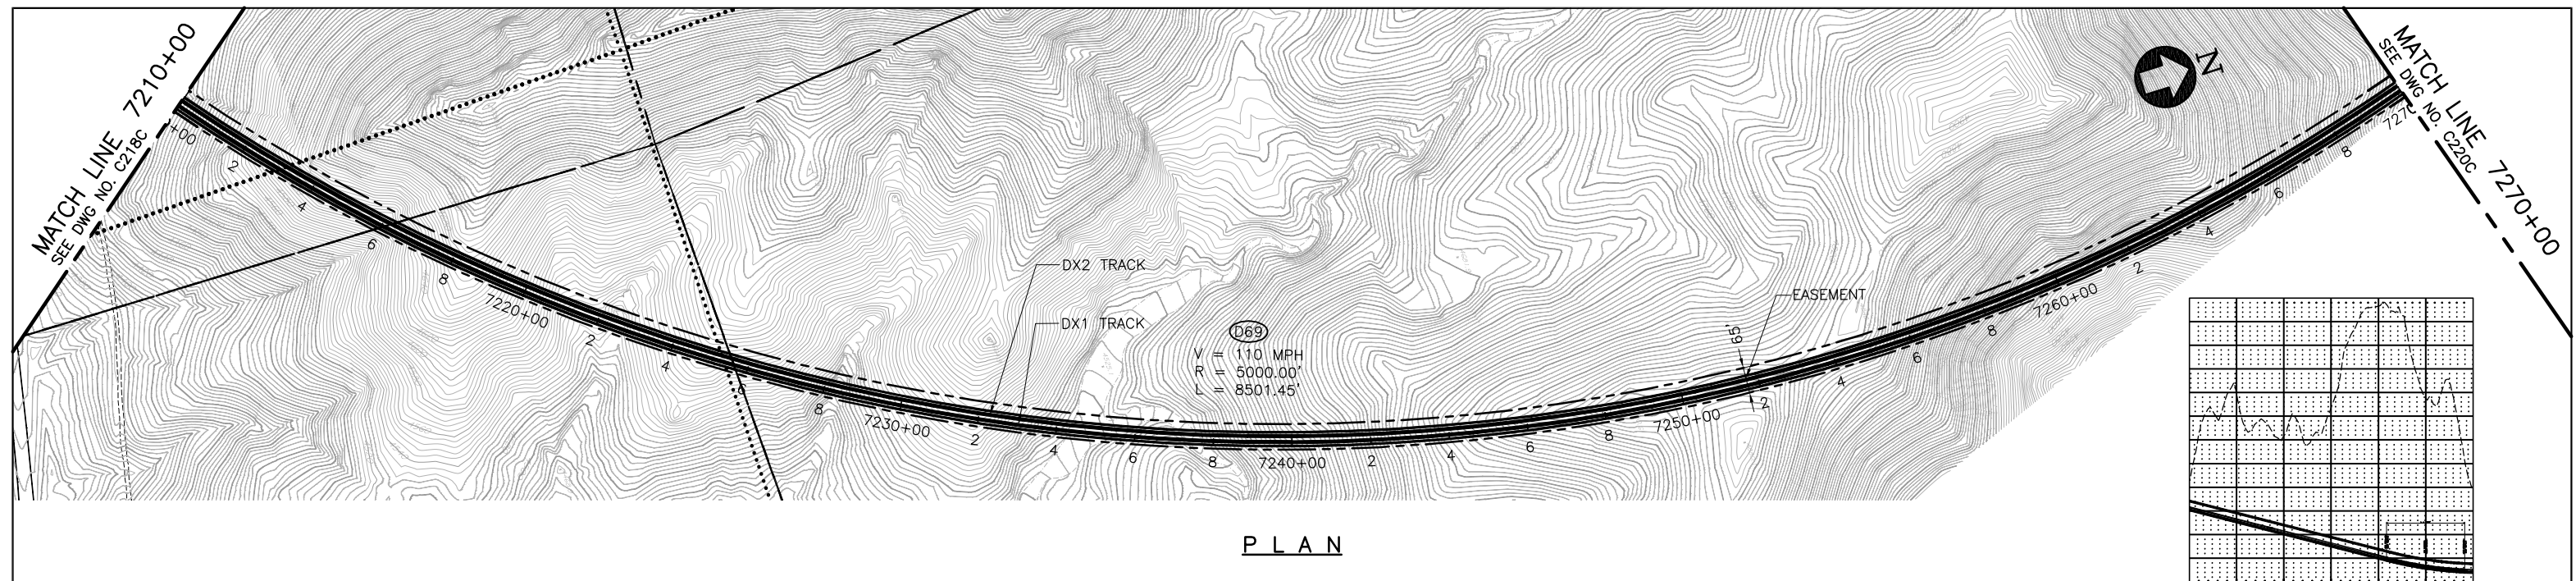 MATCH LINE 7210+00
SEE DWG NO. C218C
+00
2
4
6
8
7220+00
2
4
8
7230+00
2
4
6
8
7240+00
2
4
6
8
7250+00
2
4
6
8
7260+00
2
4
6
8
DX2 TRACK
DX1 TRACK
D69
V = 110 MPH
R = 5000.00'
L = 8501.45'
65'
EASEMENT
N
MATCH LINE 7270+00
SEE DWG NO. C220C
PLAN